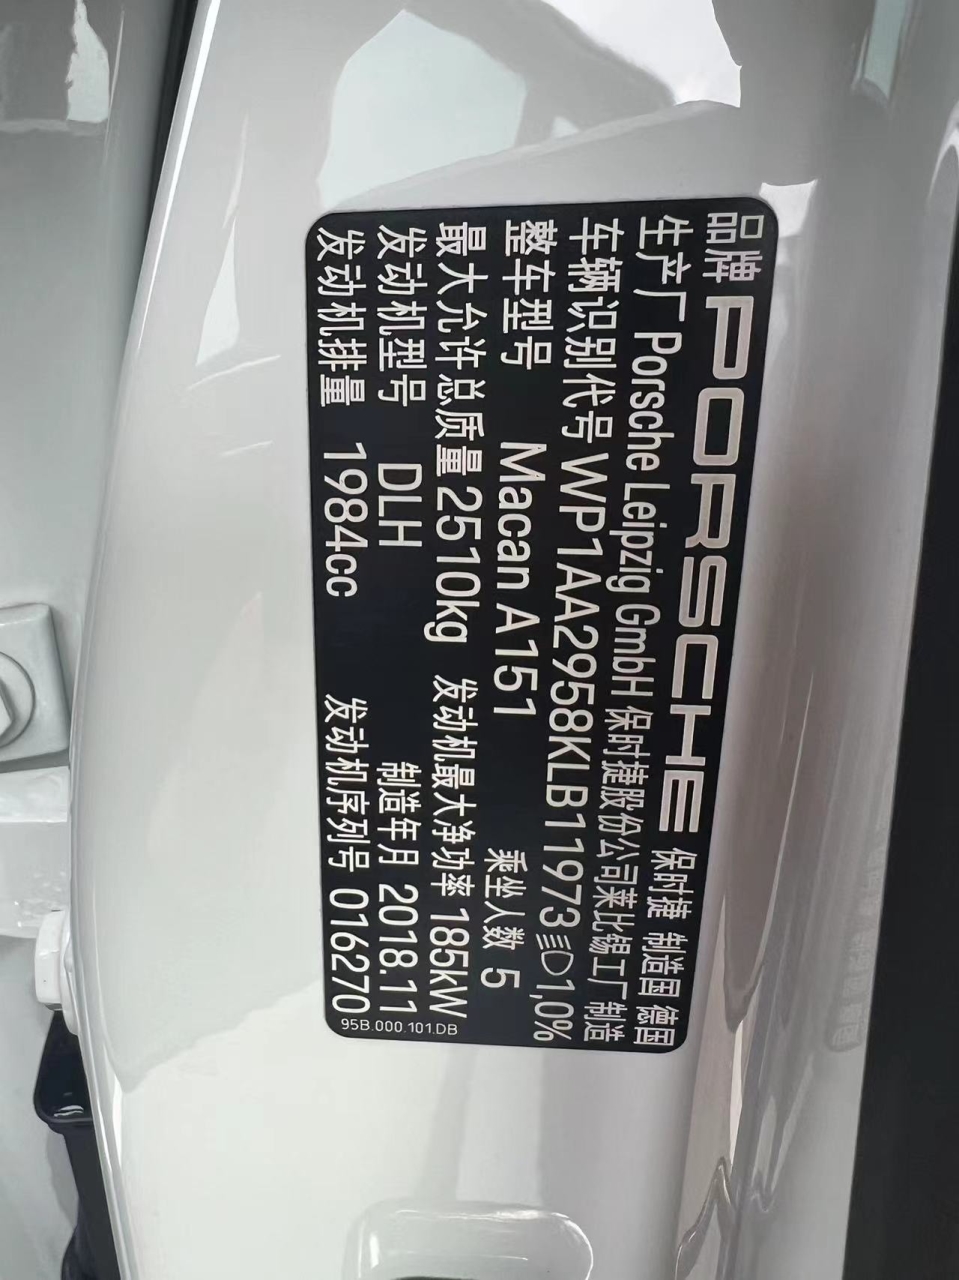 品牌 PORSCHE 保时捷 制造国 德国
生产厂 Porsche Leipzig GmbH 保时捷股份公司莱比锡工厂制造
车辆识别代号 WP1AA2958KLB11973 1,0%
整车型号 Macan A151 乘坐人数 5
最大允许总质量 2510kg 发动机最大净功率 185kW
发动机型号 DLH 制造年月 2018.11
发动机排量 1984cc 发动机序列号 016270
95B.000.101.DB